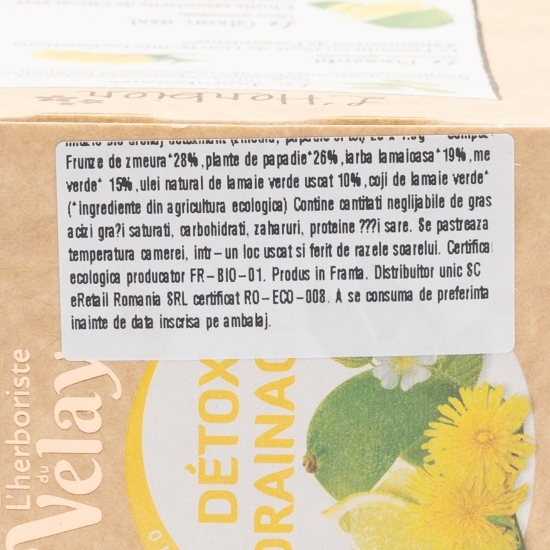 Frunze de zmeura*28%,plante de papadie*26%,iarba lamaioasa*19%,me
verde* 15%,ulei natural de lamaie verde uscat 10%,coji de lamaie verde*
(*Ingrediente din agricultura ecologica) Contine cantitati neglijabile de gras
acizi gra?i saturati, carbohidrati, zaharuri, proteine ???i sare. Se pastreaza
temperatura camerei, intr-un loc uscat si ferit de razele soarelui. Certifica
ecologica producator FR-BIO-01. Produs in Franta. Distribuitor unic SC
eRetail Romania SRL certificat RO-ECO-008. A se consuma de preferinta
inainte de data inscrisa pe ambalaj.
L'herboriste
du
Velay
DÉTOX
DRAINAG